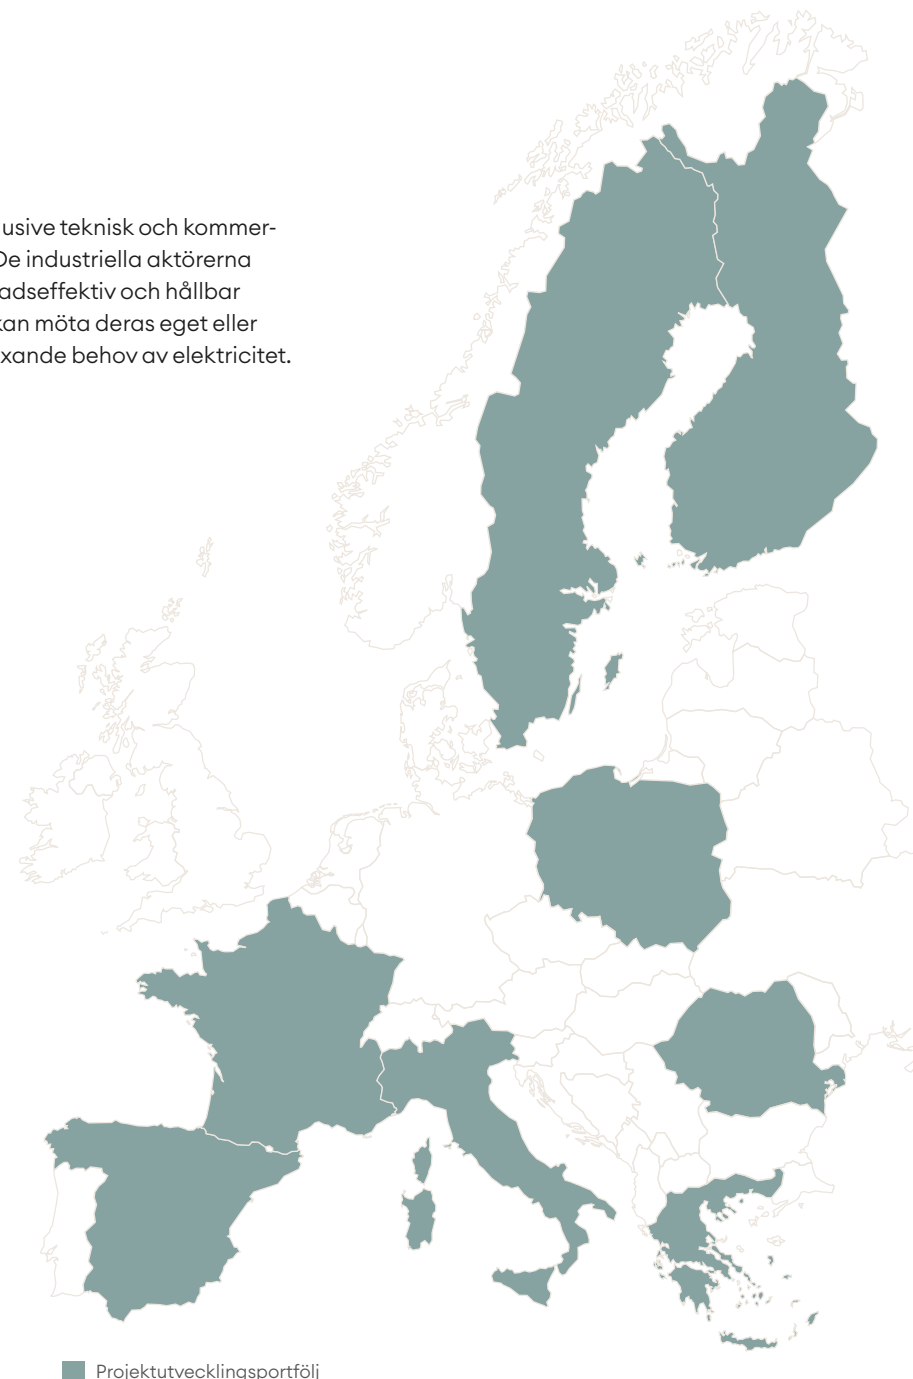 usive teknisk och kommer-
De industriella aktörerna
adseffektiv och hållbar
kan möta deras eget eller
xande behov av elektricitet.
Projektutvecklingsportfölj